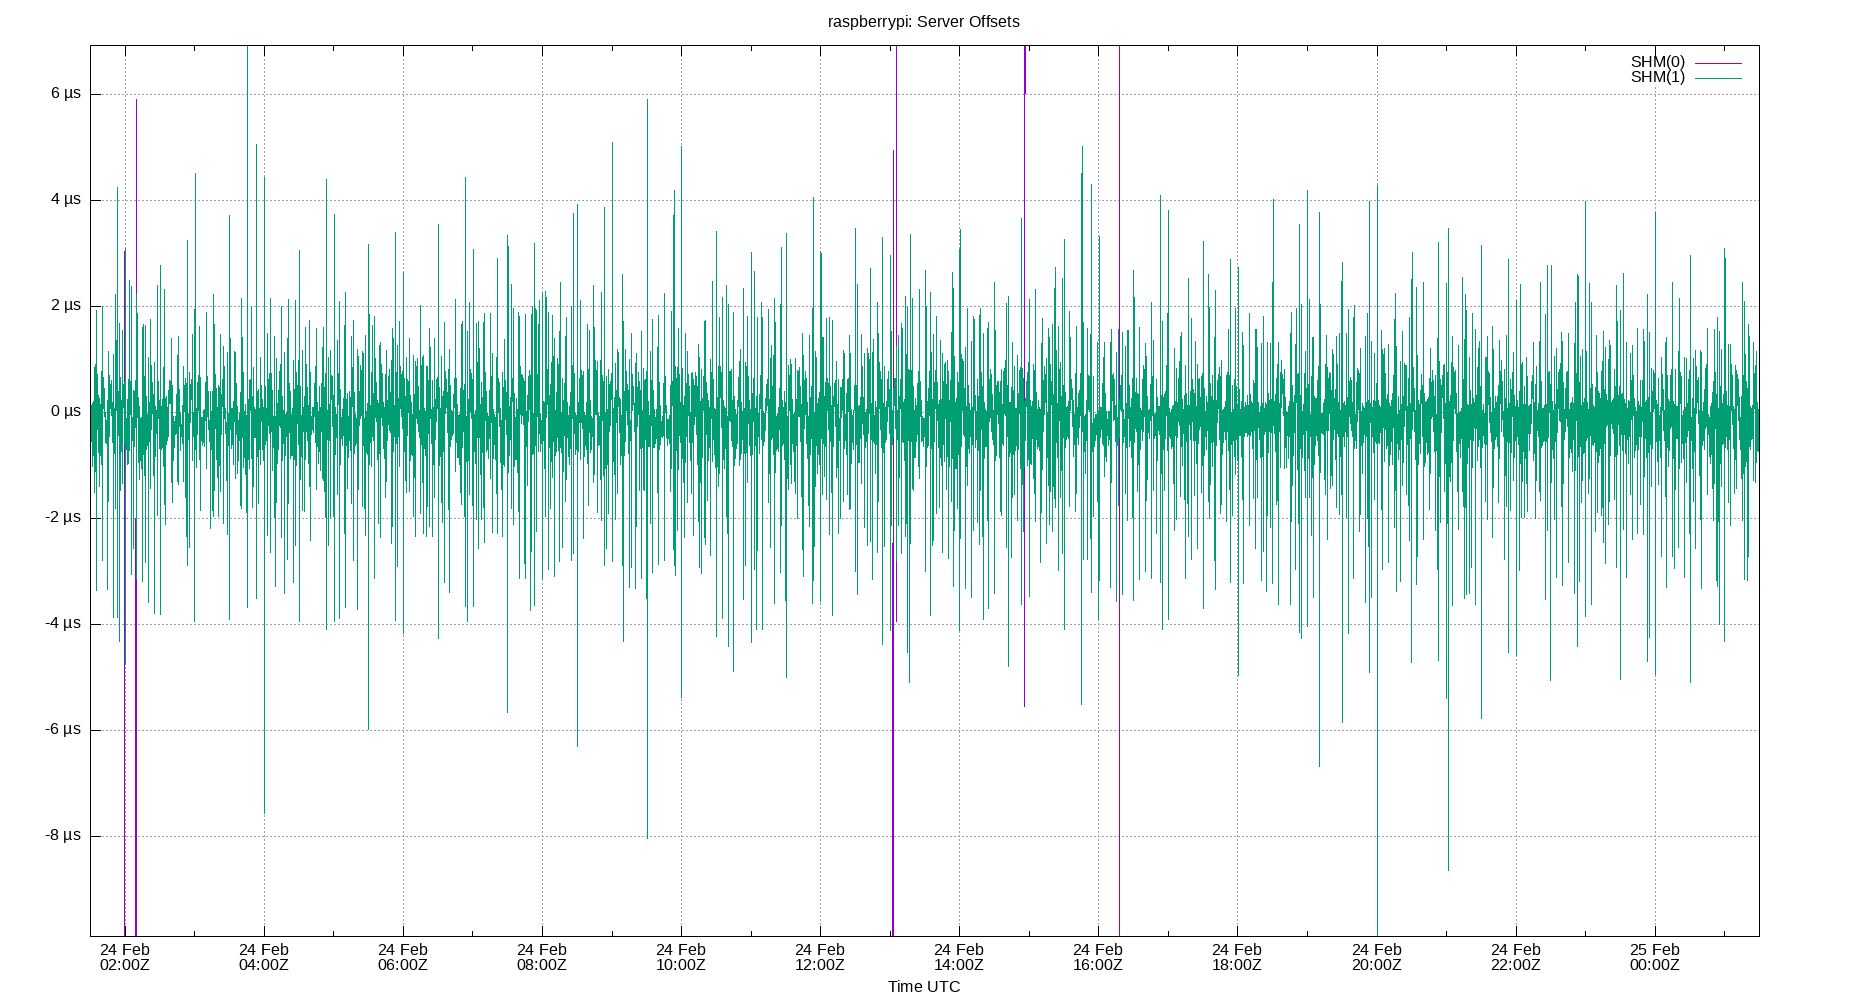 raspberrypi: Server Offsets
SHM(0)
SHM(1)
6 µs
4 µs
2 µs
0 µs
-2 µs
-4 µs
-6 µs
-8 µs
24 Feb 24 Feb 24 Feb 24 Feb 24 Feb 24 Feb 24 Feb 24 Feb 24 Feb 24 Feb 24 Feb 25 Feb
02:00Z 04:00Z 06:00Z 08:00Z 10:00Z 12:00Z 14:00Z 16:00Z 18:00Z 20:00Z 22:00Z 00:00Z
Time UTC